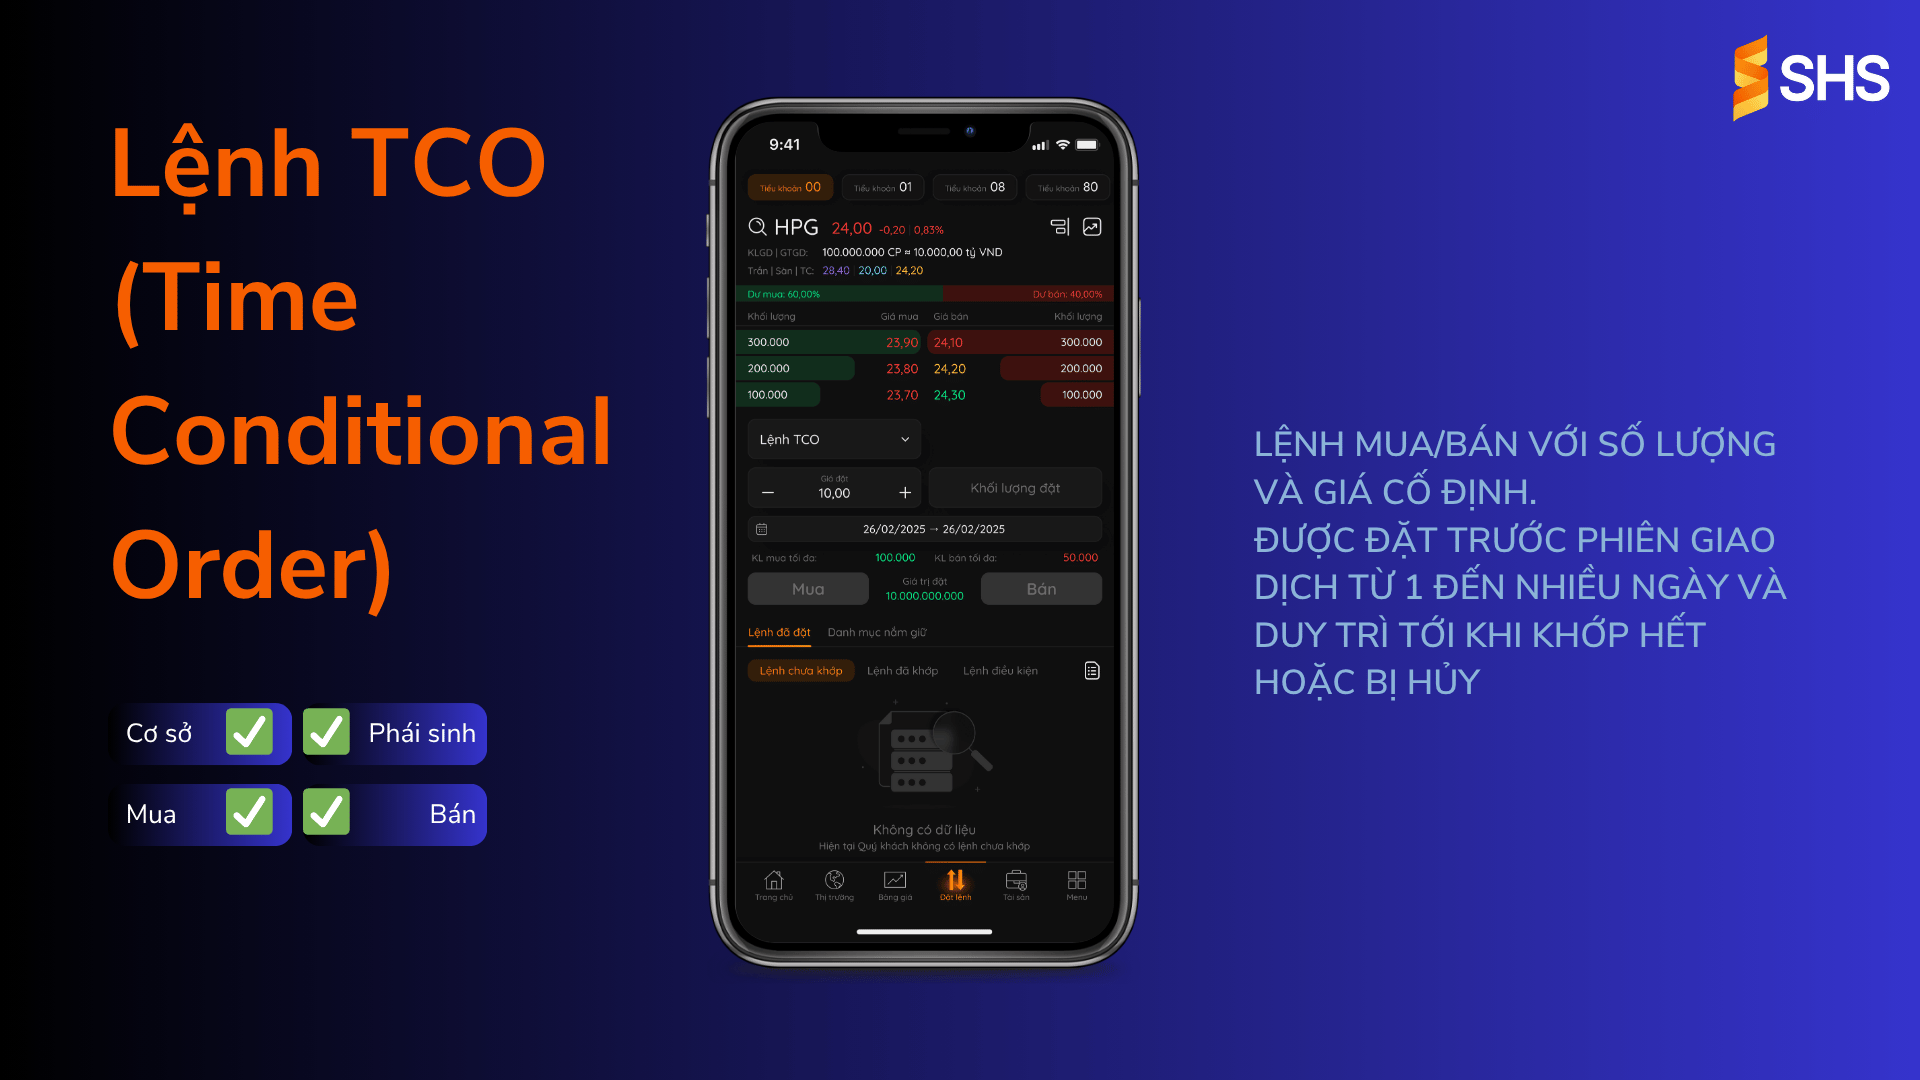 SHS
Lệnh TCO
(Time
Conditional
Order)
Cơ sở
Phái sinh
Mua
Bán
9:41
Tiểu khoản 00
Tiểu khoản 01
Tiểu khoản 08
Tiểu khoản 80
HPG 24,00 -0,20 | 0,83%
KLGD | GTGD: 100.000.000 CP ≈ 10.000,00 tỷ VND
Trần | Sàn | TC: 28,40 | 20,00 | 24,20
Dư mua: 60,00% Dư bán: 40,00%
Khối lượng Giá mua Giá bán Khối lượng
300.000 23,90 24,10 300.000
200.000 23,80 24,20 200.000
100.000 23,70 24,30 100.000
Lệnh TCO
Giá đặt
10,00
Khối lượng đặt
26/02/2025 → 26/02/2025
KL mua tối đa: 100.000 KL bán tối đa: 50.000
Mua
Giá trị đặt
10.000.000.000
Bán
Lệnh đã đặt Danh mục nắm giữ
Lệnh chưa khớp Lệnh đã khớp Lệnh điều kiện
Không có dữ liệu
Hiện tại Quý khách không có lệnh chưa khớp
Trang chủ Thị trường Bảng giá Đặt lệnh Tài sản Menu
LỆNH MUA/BÁN VỚI SỐ LƯỢNG
VÀ GIÁ CỐ ĐỊNH.
ĐƯỢC ĐẶT TRƯỚC PHIÊN GIAO
DỊCH TỪ 1 ĐẾN NHIỀU NGÀY VÀ
DUY TRÌ TỚI KHI KHỚP HẾT
HOẶC BỊ HỦY